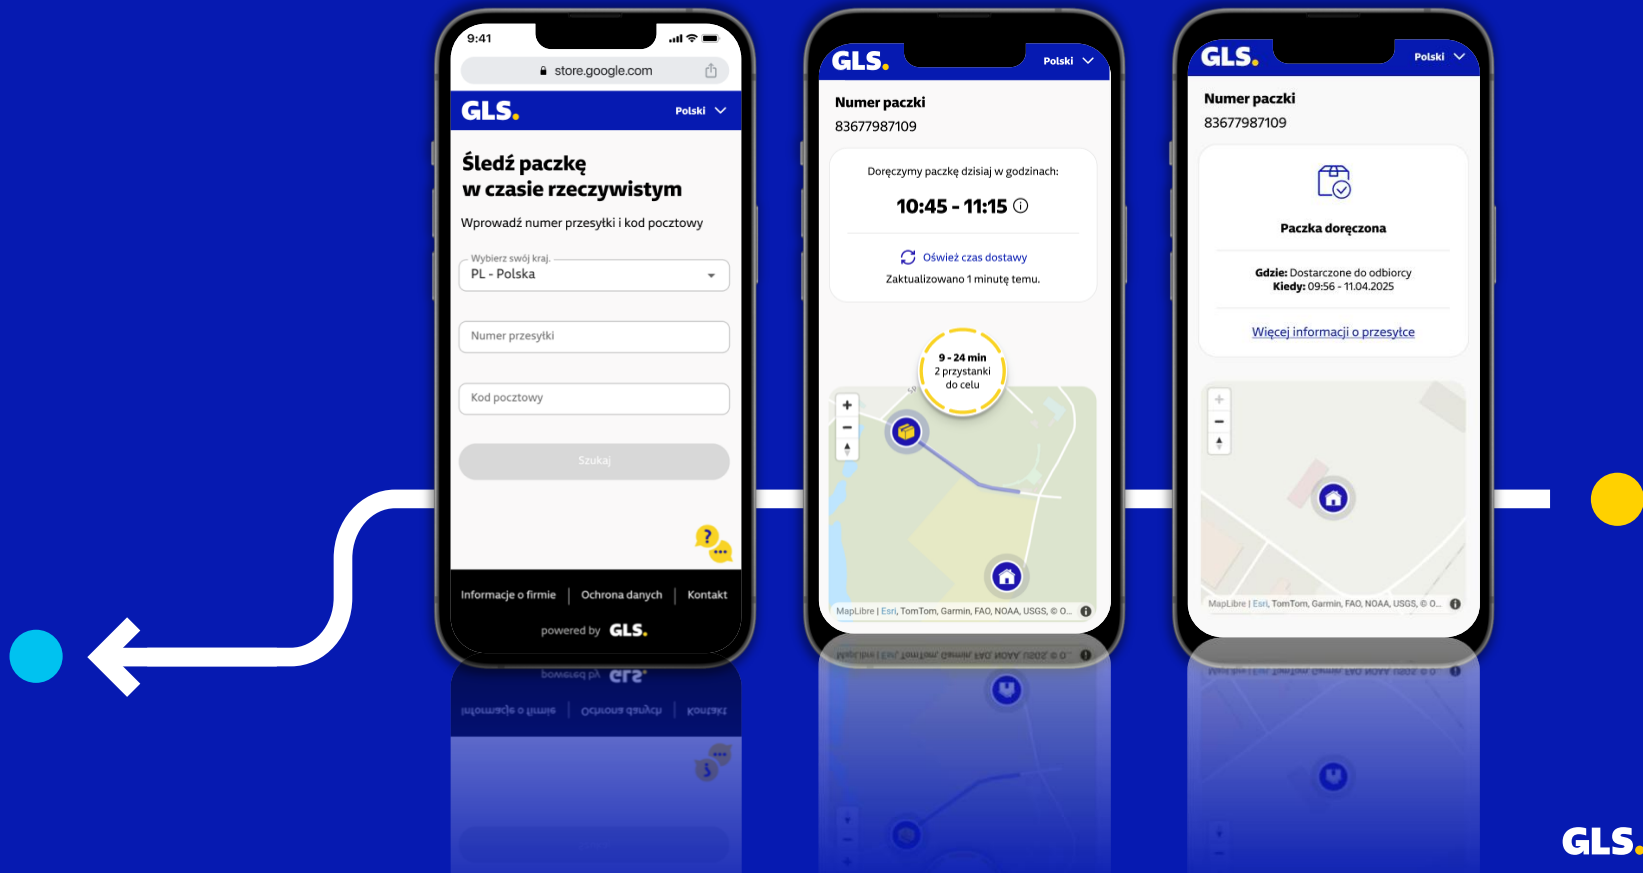 9:41
store.google.com
GLS.
Polski
Śledź paczkę
w czasie rzeczywistym
Wprowadź numer przesyłki i kod pocztowy
Wybierz swój kraj.
PL - Polska
Numer przesyłki
Kod pocztowy
Szukaj
?
Informacje o firmie | Ochrona danych | Kontakt
powered by GLS.
GLS.
Polski
Numer paczki
83677987109
Doręczymy paczkę dzisiaj w godzinach:
10:45 - 11:15
Odśwież czas dostawy
Zaktualizowano 1 minutę temu.
9 - 24 min
2 przystanki
do celu
MapLibre | Esri, TomTom, Garmin, FAO, NOAA, USGS, © O...
GLS.
Polski
Numer paczki
83677987109
Paczka doręczona
Gdzie: Dostarczone do odbiorcy
Kiedy: 09:56 - 11.04.2025
Więcej informacji o przesyłce
MapLibre | Esri, TomTom, Garmin, FAO, NOAA, USGS, © O...
GLS.